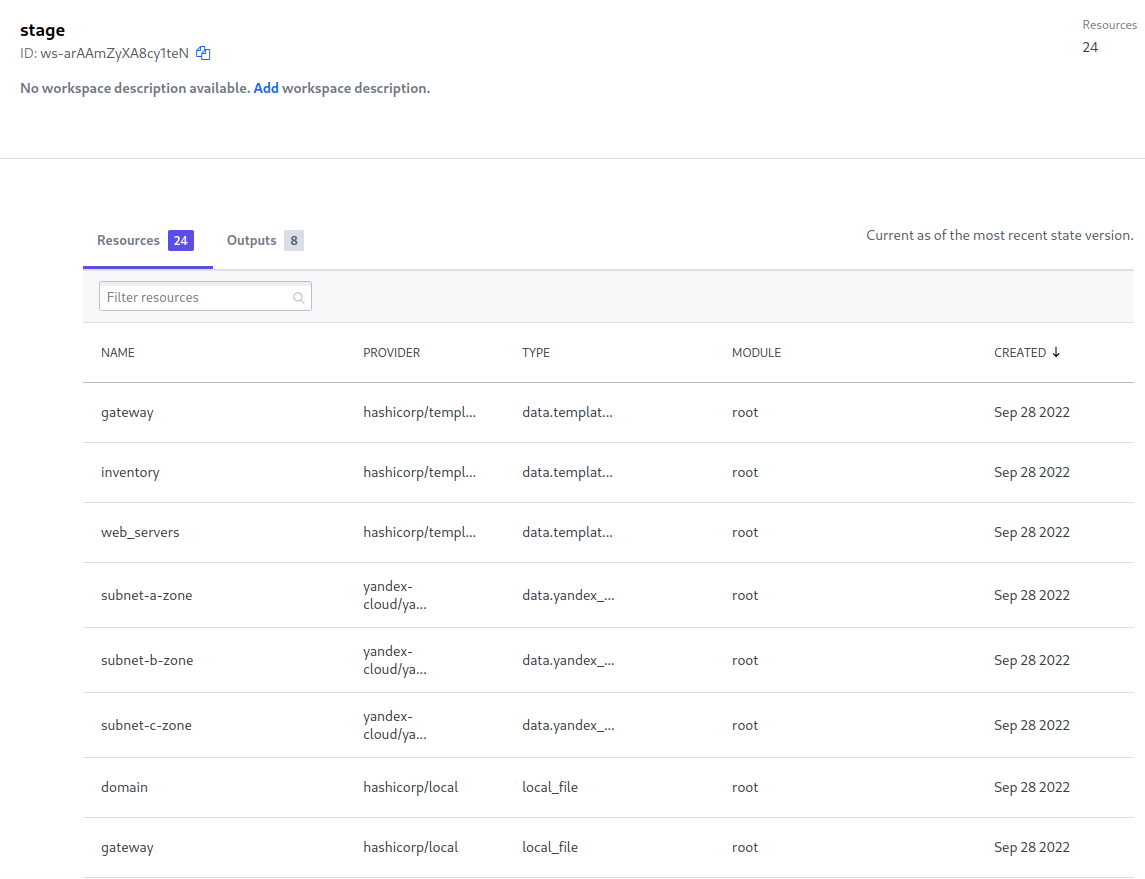 stage
Resources
ID: ws-arAAmZyXA8cy1teN
24
No workspace description available. Add workspace description.
Resources 24 Outputs 8
Current as of the most recent state version.
Filter resources
NAME PROVIDER TYPE MODULE CREATED ↓
gateway hashicorp/templ... data.templat... root Sep 28 2022
inventory hashicorp/templ... data.templat... root Sep 28 2022
web_servers hashicorp/templ... data.templat... root Sep 28 2022
subnet-a-zone yandex-cloud/ya... data.yandex_... root Sep 28 2022
subnet-b-zone yandex-cloud/ya... data.yandex_... root Sep 28 2022
subnet-c-zone yandex-cloud/ya... data.yandex_... root Sep 28 2022
domain hashicorp/local local_file root Sep 28 2022
gateway hashicorp/local local_file root Sep 28 2022